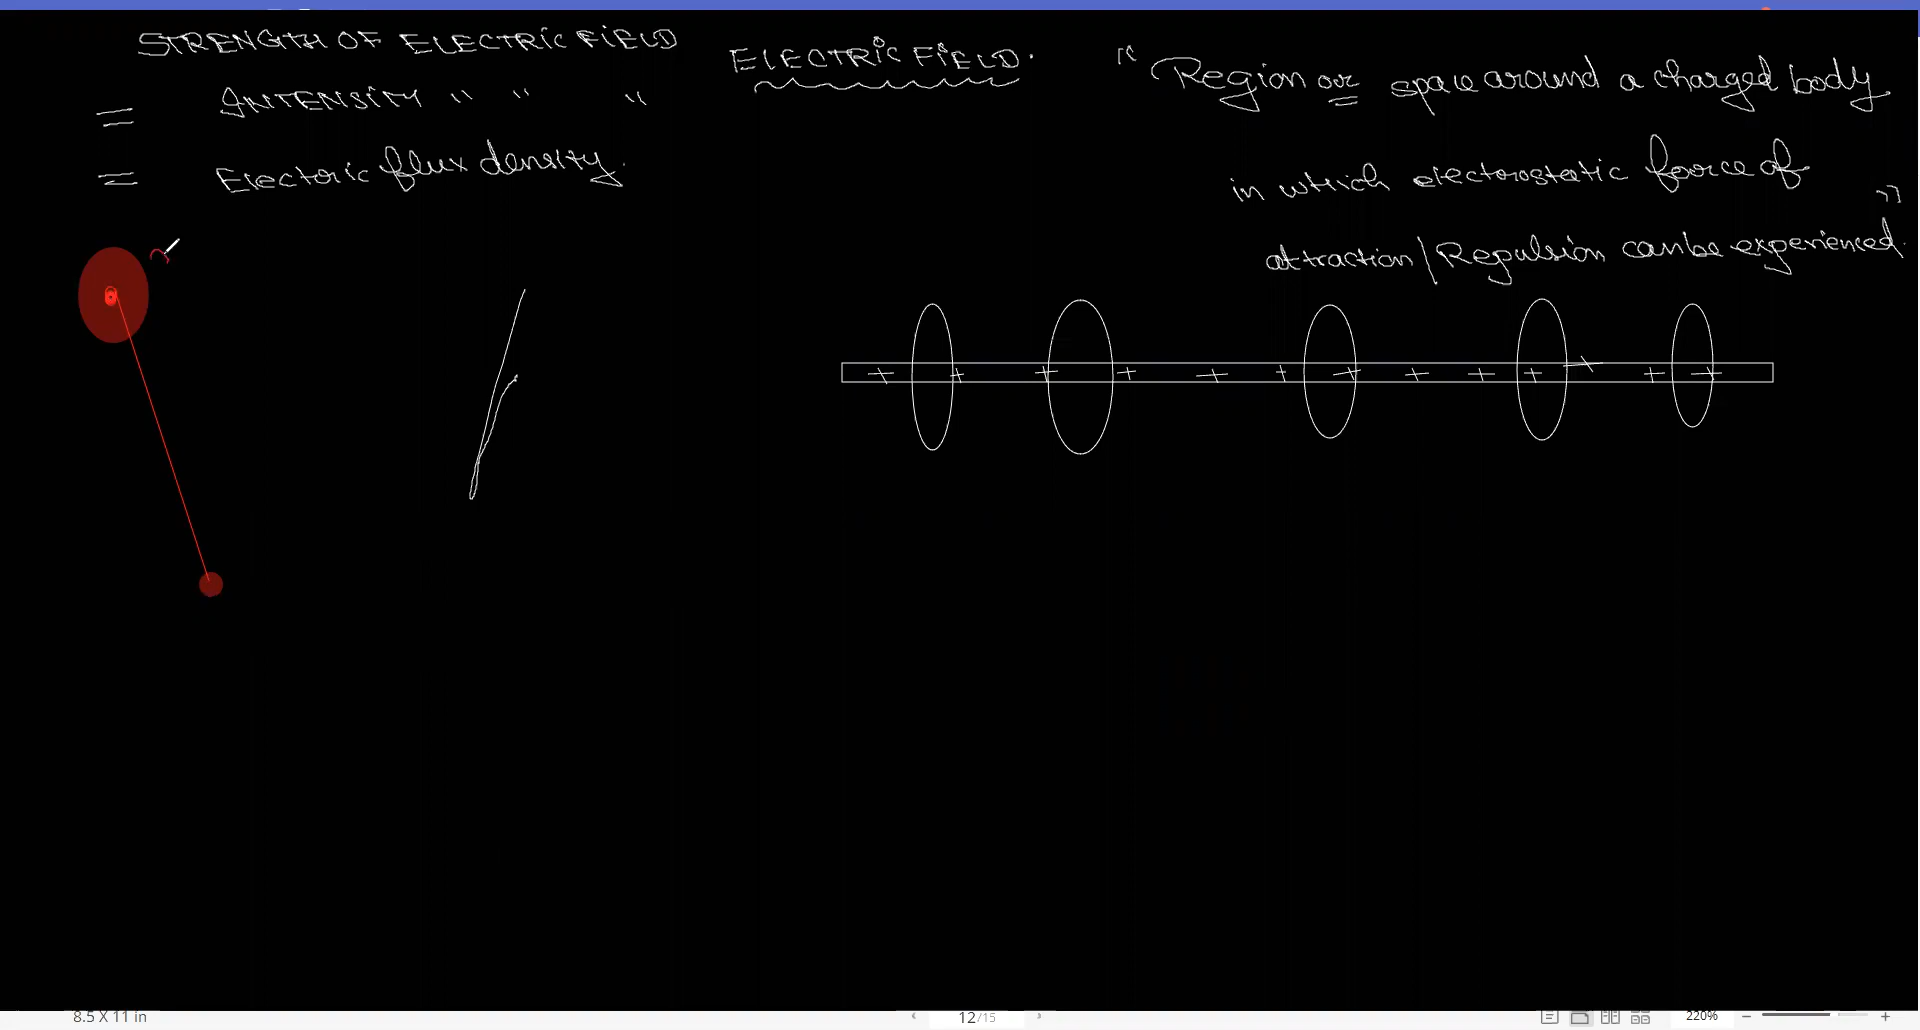 STRENGTH OF ELECTRIC FIELD
= INTENSITY " " "
= Electric flux density.
ELECTRIC FIELD.
" Region or space around a charged body
in which electrostatic force of
attraction/Repulsion can be experienced. "
+ + + + + + + + + + + + +
8.5 X 11 in
12/15
220%